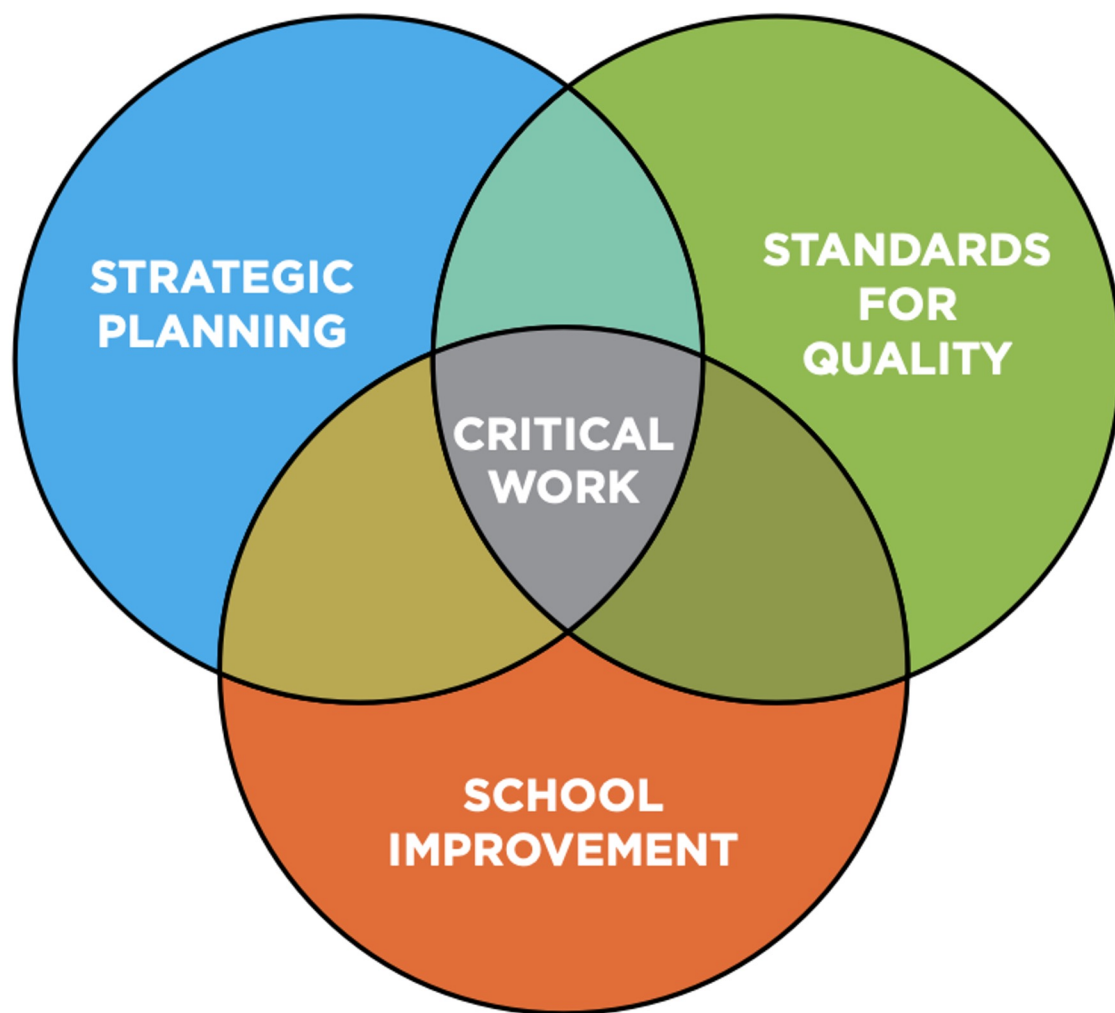 STRATEGIC
PLANNING
STANDARDS
FOR
QUALITY
CRITICAL
WORK
SCHOOL
IMPROVEMENT